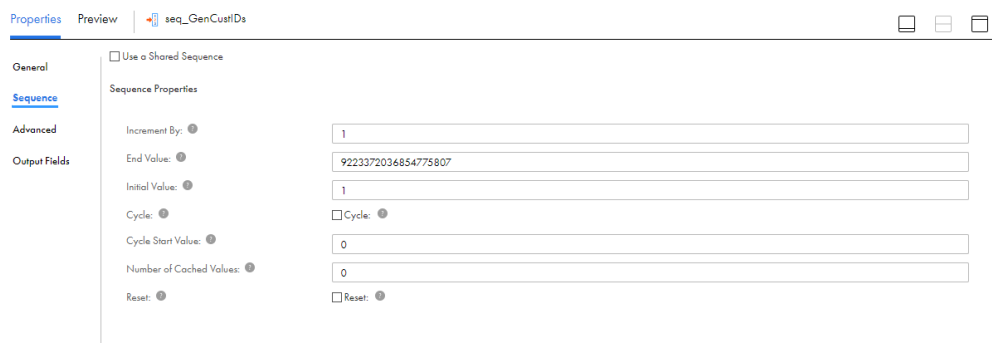 Properties Preview seq_GenCustIDs
General
Sequence
Advanced
Output Fields
Use a Shared Sequence
Sequence Properties
Increment By: ? 1
End Value: ? 9223372036854775807
Initial Value: ? 1
Cycle: ? Cycle: ?
Cycle Start Value: ? 0
Number of Cached Values: ? 0
Reset: ? Reset: ?